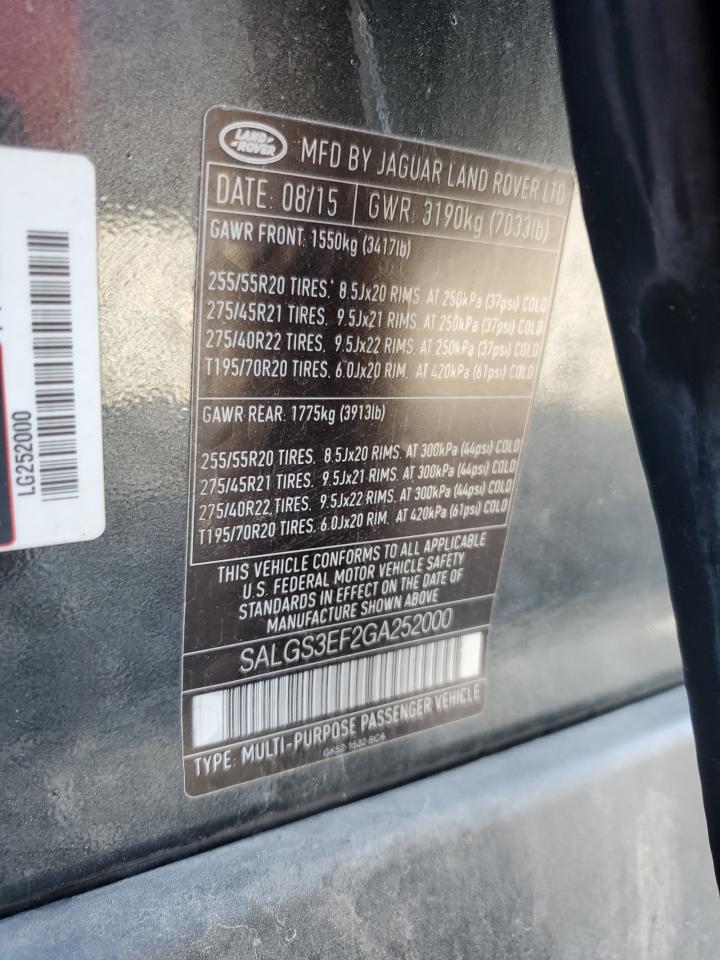 LAND ROVER
MFD BY JAGUAR LAND ROVER LTD
DATE: 08/15 GWR: 3190kg (7033lb)
GAWR FRONT: 1550kg (3417lb)
255/55R20 TIRES. 8.5Jx20 RIMS. AT 250kPa (37psi) COLD
275/45R21 TIRES. 9.5Jx21 RIMS. AT 250kPa (37psi) COLD
275/40R22 TIRES. 9.5Jx22 RIMS. AT 250kPa (37psi) COLD
T195/70R20 TIRES. 6.0Jx20 RIM. AT 420kPa (61psi) COLD
GAWR REAR: 1775kg (3913lb)
255/55R20 TIRES. 8.5Jx20 RIMS. AT 300kPa (44psi) COLD
275/45R21 TIRES. 9.5Jx21 RIMS. AT 300kPa (44psi) COLD
275/40R22 TIRES. 9.5Jx22 RIMS. AT 300kPa (44psi) COLD
T195/70R20 TIRES. 6.0Jx20 RIM. AT 420kPa (61psi) COLD
THIS VEHICLE CONFORMS TO ALL APPLICABLE
U.S. FEDERAL MOTOR VEHICLE SAFETY
STANDARDS IN EFFECT ON THE DATE OF
MANUFACTURE SHOWN ABOVE
SALGS3EF2GA252000
TYPE: MULTI-PURPOSE PASSENGER VEHICLE
GK52-1532-BCA
LG252000